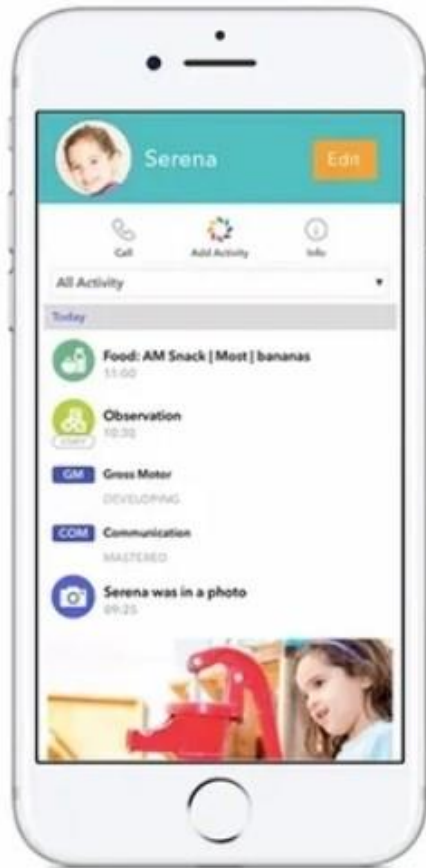 Serena
Edit
Call
Add Activity
Info
All Activity
Today
Food: AM Snack | Most | bananas
11:00
Observation
10:30
STAFF
GM Gross Motor
DEVELOPING
COM Communication
MASTERED
Serena was in a photo
09:25